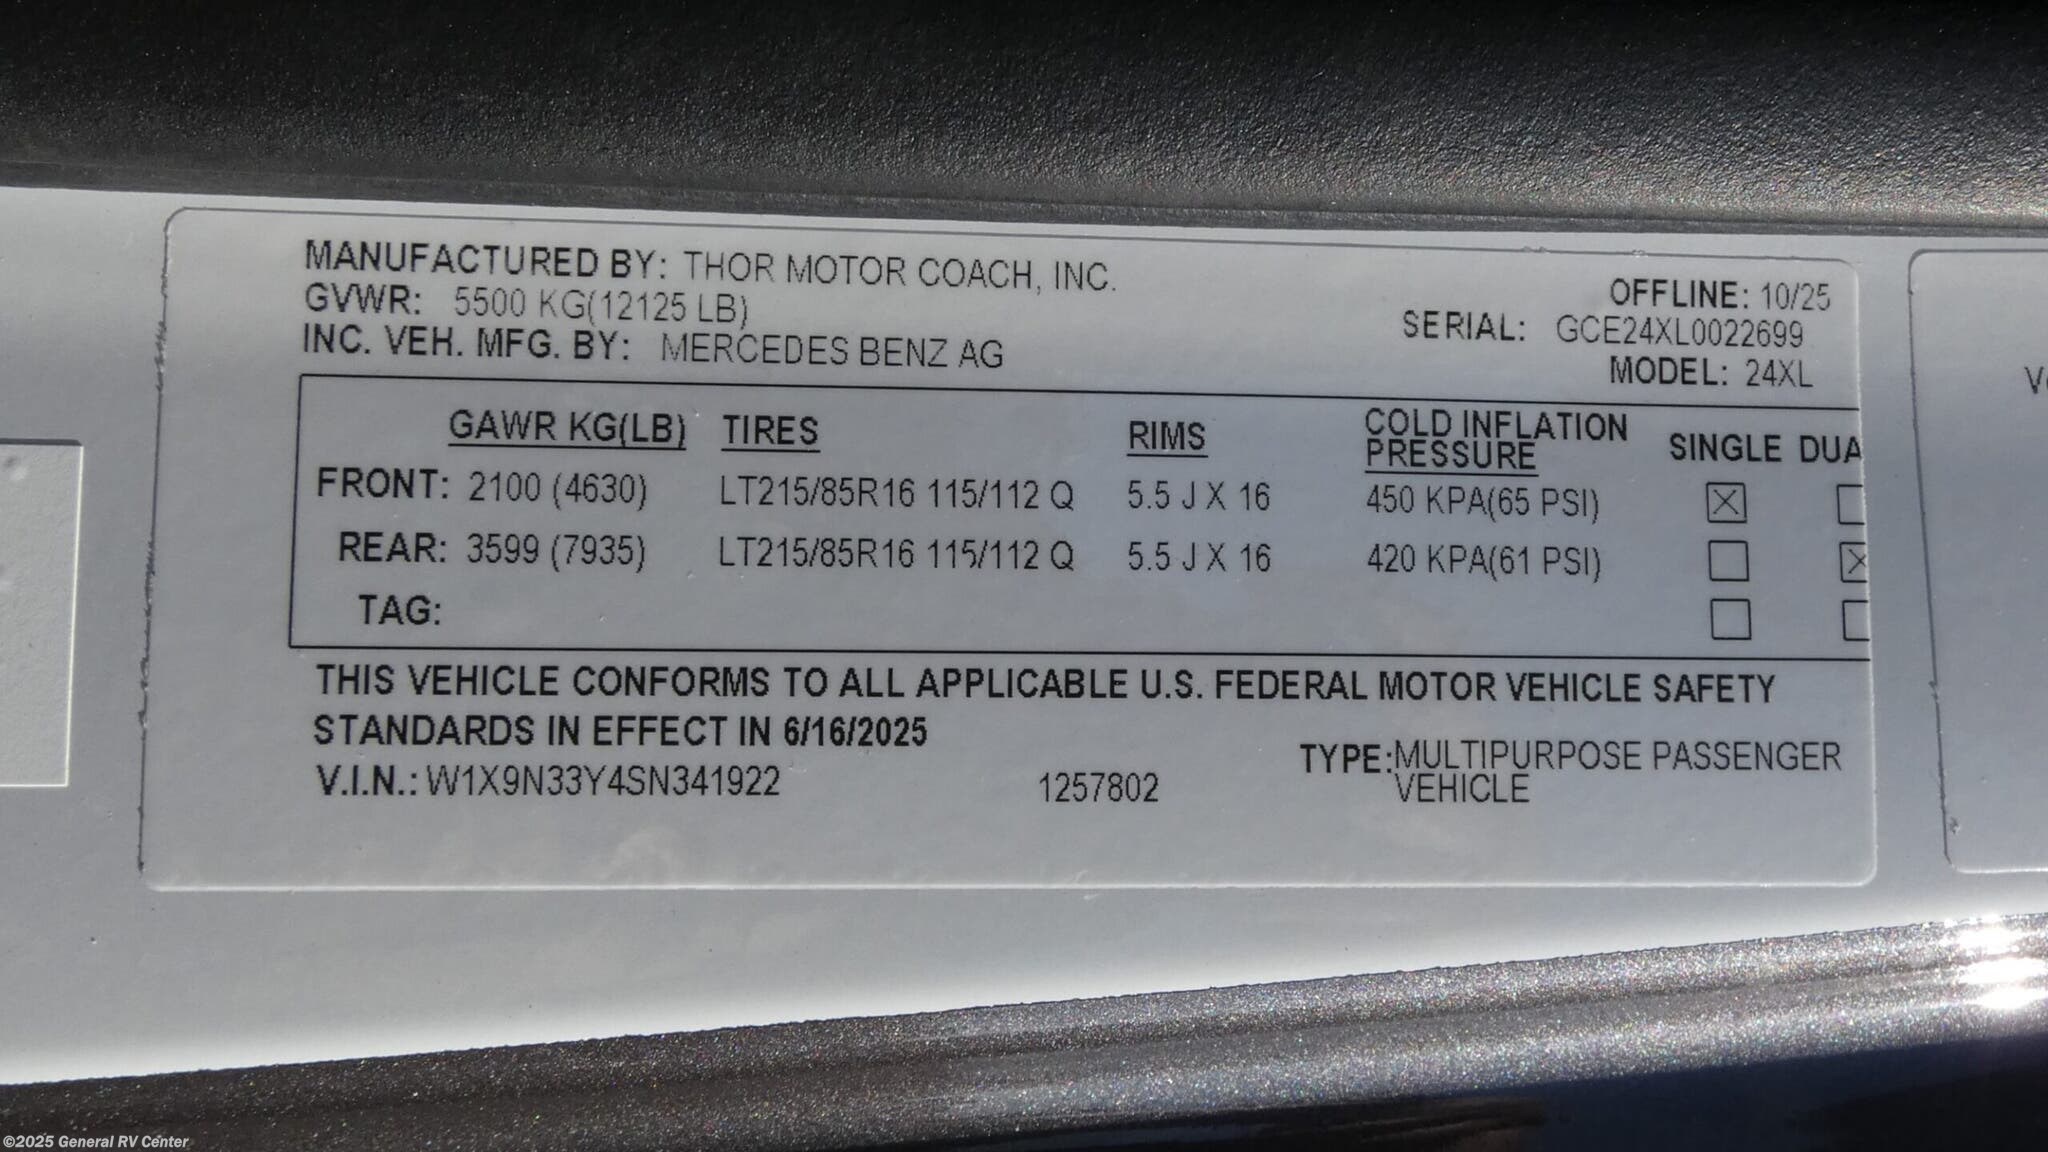 MANUFACTURED BY: THOR MOTOR COACH, INC.
OFFLINE: 10/25
GVWR: 5500 KG(12125 LB)
SERIAL: GCE24XL0022699
INC. VEH. MFG. BY: MERCEDES BENZ AG
MODEL: 24XL
GAWR KG(LB) TIRES RIMS COLD INFLATION PRESSURE SINGLE DUA
FRONT: 2100 (4630) LT215/85R16 115/112 Q 5.5 J X 16 450 KPA(65 PSI) ☒ ☐
REAR: 3599 (7935) LT215/85R16 115/112 Q 5.5 J X 16 420 KPA(61 PSI) ☐ ☒
TAG: ☐ ☐
THIS VEHICLE CONFORMS TO ALL APPLICABLE U.S. FEDERAL MOTOR VEHICLE SAFETY
STANDARDS IN EFFECT IN 6/16/2025
V.I.N.: W1X9N33Y4SN341922 1257802 TYPE: MULTIPURPOSE PASSENGER
VEHICLE
©2025 General RV Center